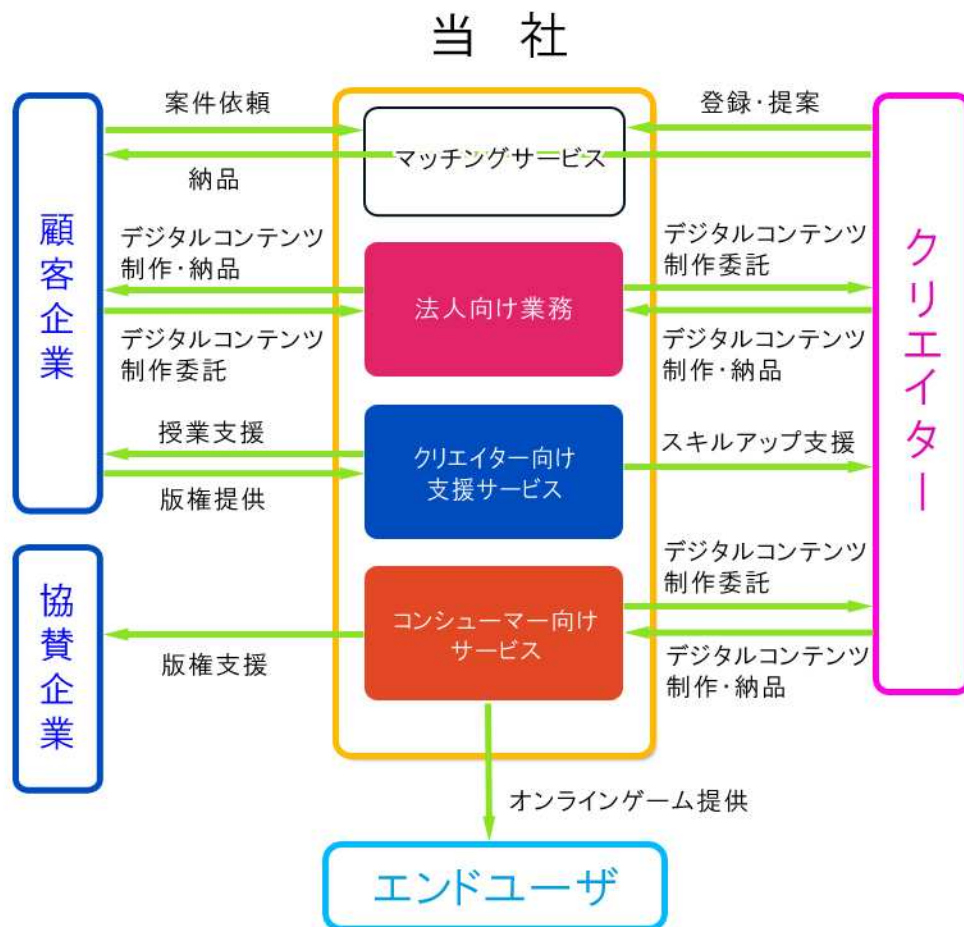 当 社
案件依頼
登録・提案
マッチングサービス
納品
顧客企業
デジタルコンテンツ
制作・納品
法人向け業務
デジタルコンテンツ
制作委託
デジタルコンテンツ
制作委託
デジタルコンテンツ
制作・納品
クリエイター
授業支援
版権提供
クリエイター向け
支援サービス
スキルアップ支援
協賛企業
版権支援
コンシューマー向け
サービス
デジタルコンテンツ
制作委託
デジタルコンテンツ
制作・納品
オンラインゲーム提供
エンドユーザ